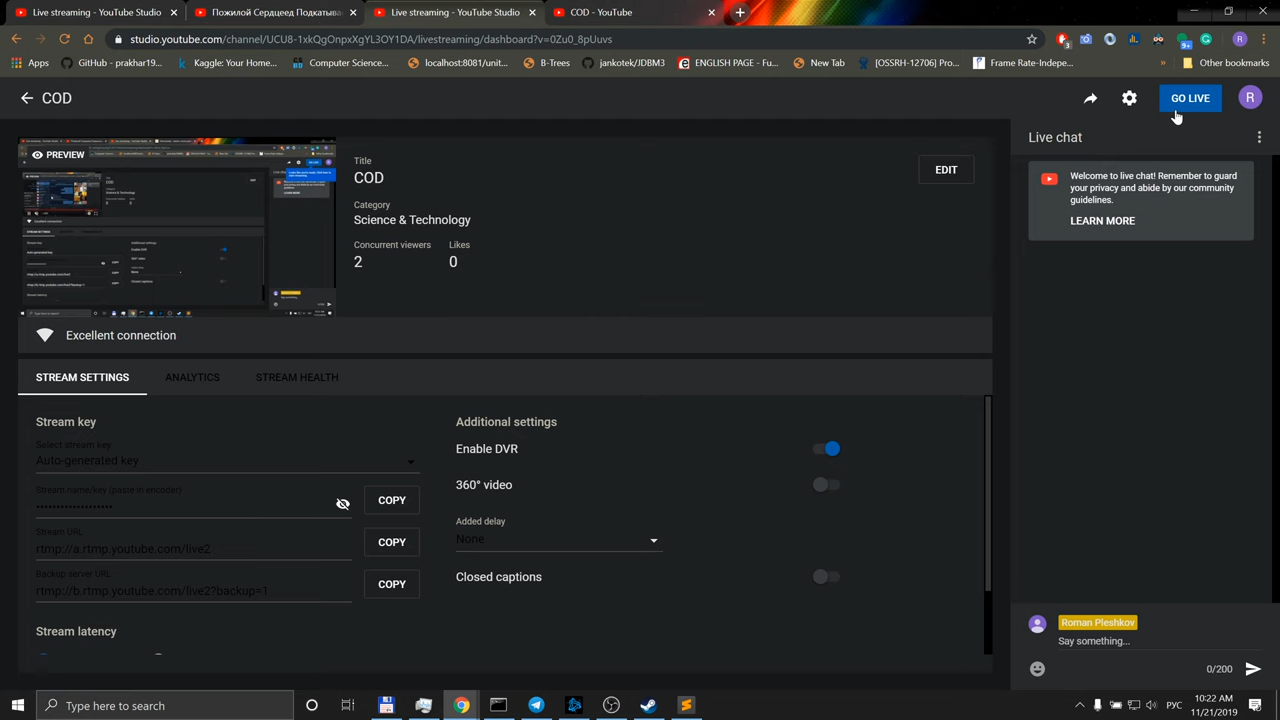 Live streaming - YouTube Studio
Пожилой Сердцеед Подкатыва
Live streaming - YouTube Studio
COD - YouTube
studio.youtube.com/channel/UCU8-1xkQgOnpxXqYL3OY1DA/livestreaming/dashboard?v=0Zu0_8pUuvs
Apps
GitHub - prakhar19...
Kaggle: Your Home...
Computer Science...
localhost:8081/unit...
B-Trees
jankotek/JDBM3
ENGLISH PAGE - Fu...
New Tab
[OSSRH-12706] Proj...
Frame Rate-Indepe...
»
Other bookmarks
COD
GO LIVE
R
PREVIEW
Title
COD
EDIT
Category
Science & Technology
Concurrent viewers
Likes
2
0
Excellent connection
STREAM SETTINGS
ANALYTICS
STREAM HEALTH
Stream key
Select stream key
Auto-generated key
Stream name/key (paste in encoder)
••••••••••••••••••••
COPY
Stream URL
rtmp://a.rtmp.youtube.com/live2
COPY
Backup server URL
rtmp://b.rtmp.youtube.com/live2?backup=1
COPY
Stream latency
Additional settings
Enable DVR
360° video
Added delay
None
Closed captions
Live chat
Welcome to live chat! Remember to guard
your privacy and abide by our community
guidelines.
LEARN MORE
Roman Pleshkov
Say something...
0/200
Type here to search
РУС
10:22 AM
11/21/2019